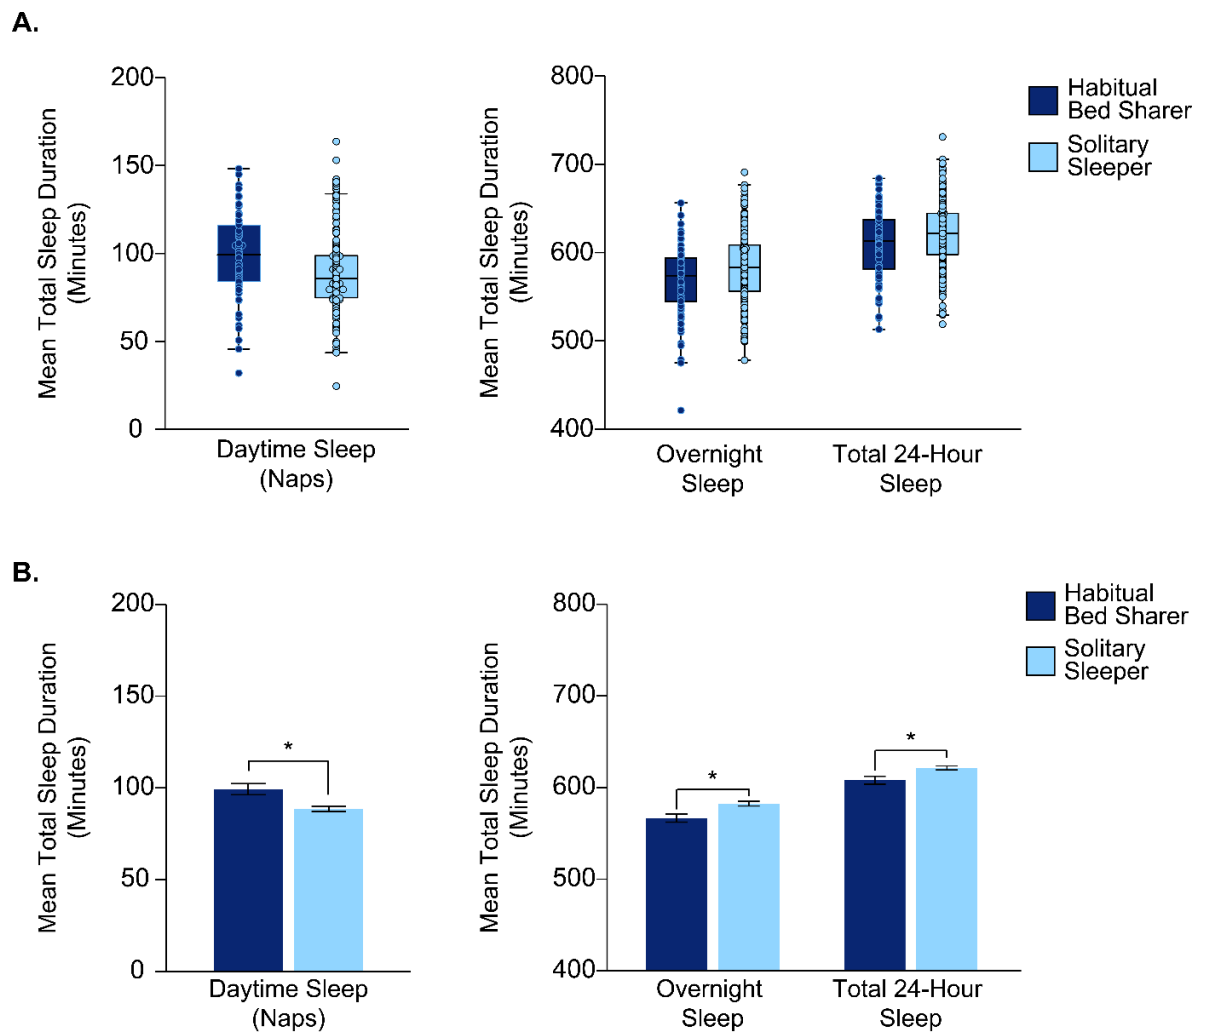 A.
Mean Total Sleep Duration
(Minutes)
200
150
100
50
0
Daytime Sleep
(Naps)
Mean Total Sleep Duration
(Minutes)
800
700
600
500
400
Overnight
Sleep
Total 24-Hour
Sleep
Habitual
Bed Sharer
Solitary
Sleeper
B.
Mean Total Sleep Duration
(Minutes)
200
150
100
50
0
*
Daytime Sleep
(Naps)
Mean Total Sleep Duration
(Minutes)
800
700
600
500
400
*
*
Overnight
Sleep
Total 24-Hour
Sleep
Habitual
Bed Sharer
Solitary
Sleeper